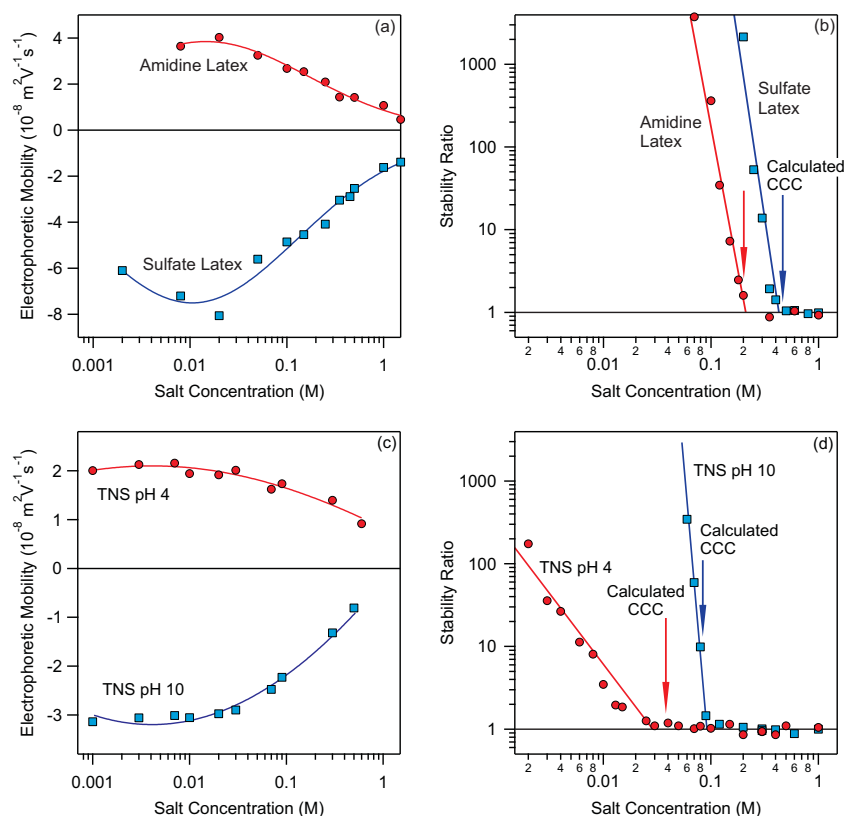 (a)
Electrophoretic Mobility (10⁻⁸ m²V⁻¹s⁻¹)
4
2
0
-2
-4
-6
-8
Amidine Latex
Sulfate Latex
0.001
0.01
0.1
1
Salt Concentration (M)
(b)
Stability Ratio
1000
100
10
1
Sulfate
Latex
Amidine
Latex
Calculated
CCC
2 4 6 8 2 4 6 8 2 4 6 8
0.01 0.1 1
Salt Concentration (M)
(c)
Electrophoretic Mobility (10⁻⁸ m²V⁻¹s⁻¹)
2
1
0
-1
-2
-3
TNS pH 4
TNS pH 10
0.001
0.01
0.1
1
Salt Concentration (M)
(d)
Stability Ratio
1000
100
10
1
TNS pH 10
Calculated
CCC
TNS pH 4
Calculated
CCC
2 4 6 8 2 4 6 8 2 4 6 8
0.01 0.1 1
Salt Concentration (M)